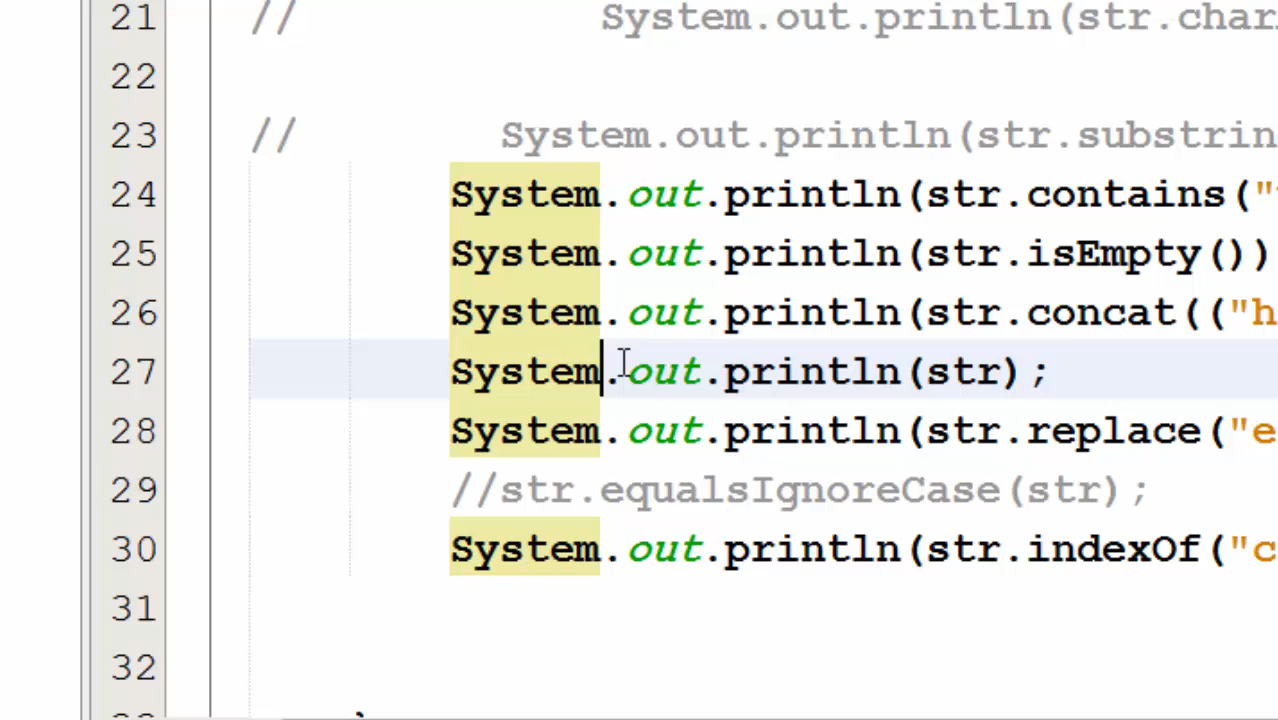 21 // System.out.println(str.char
22
23 // System.out.println(str.substrin
24 System.out.println(str.contains("
25 System.out.println(str.isEmpty())
26 System.out.println(str.concat(("h
27 System.out.println(str);
28 System.out.println(str.replace("e
29 //str.equalsIgnoreCase(str);
30 System.out.println(str.indexOf("c
31
32